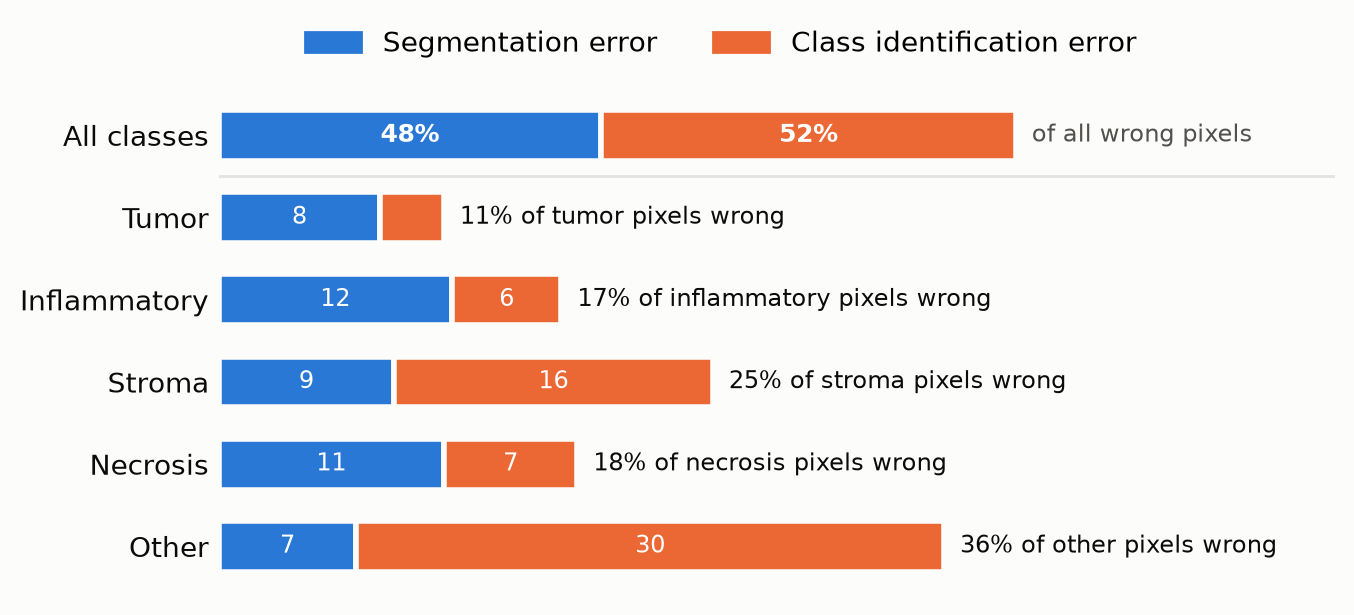 Segmentation error Class identification error
All classes 48% 52% of all wrong pixels
Tumor 8 11% of tumor pixels wrong
Inflammatory 12 6 17% of inflammatory pixels wrong
Stroma 9 16 25% of stroma pixels wrong
Necrosis 11 7 18% of necrosis pixels wrong
Other 7 30 36% of other pixels wrong